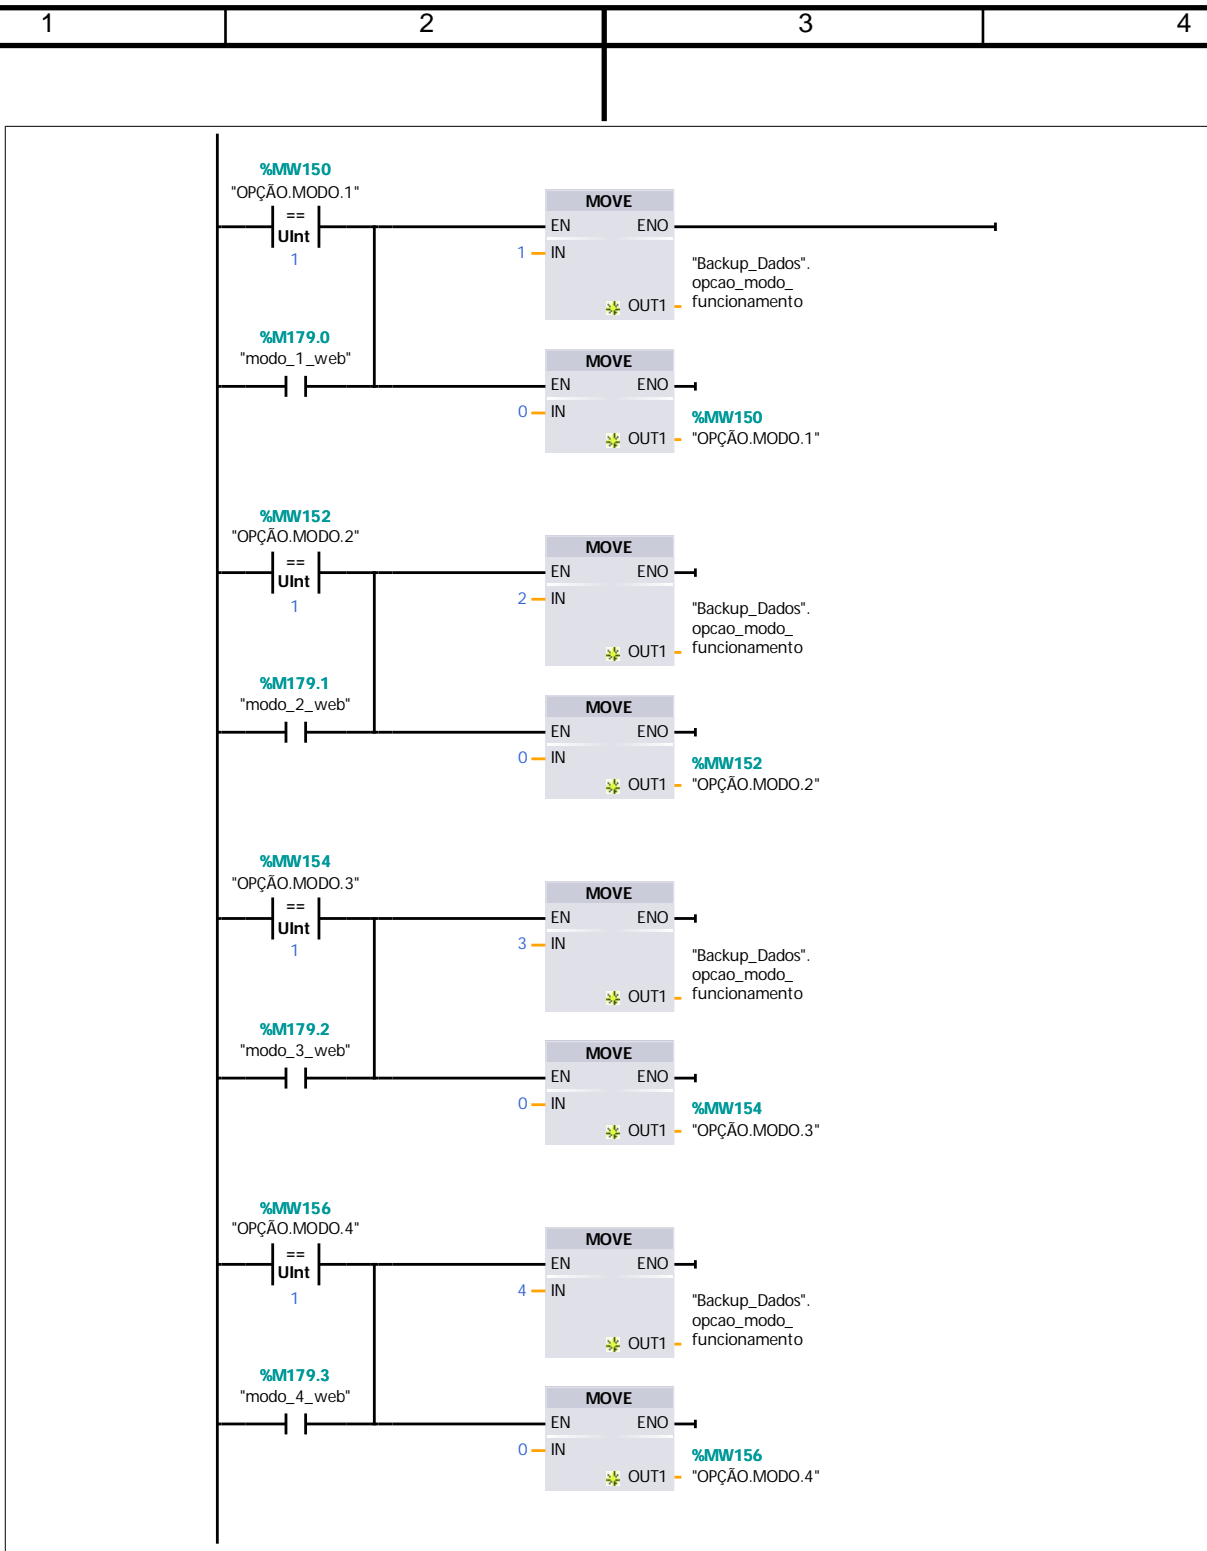 1 2 3 4
%MW150
"OPÇÃO.MODO.1"
==
UInt
1
MOVE
EN ENO
1 IN
"Backup_Dados".
opcao_modo_
OUT1 funcionamento
%M179.0
"modo_1_web"
MOVE
EN ENO
0 IN
%MW150
OUT1 "OPÇÃO.MODO.1"
%MW152
"OPÇÃO.MODO.2"
==
UInt
1
MOVE
EN ENO
2 IN
"Backup_Dados".
opcao_modo_
OUT1 funcionamento
%M179.1
"modo_2_web"
MOVE
EN ENO
0 IN
%MW152
OUT1 "OPÇÃO.MODO.2"
%MW154
"OPÇÃO.MODO.3"
==
UInt
1
MOVE
EN ENO
3 IN
"Backup_Dados".
opcao_modo_
OUT1 funcionamento
%M179.2
"modo_3_web"
MOVE
EN ENO
0 IN
%MW154
OUT1 "OPÇÃO.MODO.3"
%MW156
"OPÇÃO.MODO.4"
==
UInt
1
MOVE
EN ENO
4 IN
"Backup_Dados".
opcao_modo_
OUT1 funcionamento
%M179.3
"modo_4_web"
MOVE
EN ENO
0 IN
%MW156
OUT1 "OPÇÃO.MODO.4"